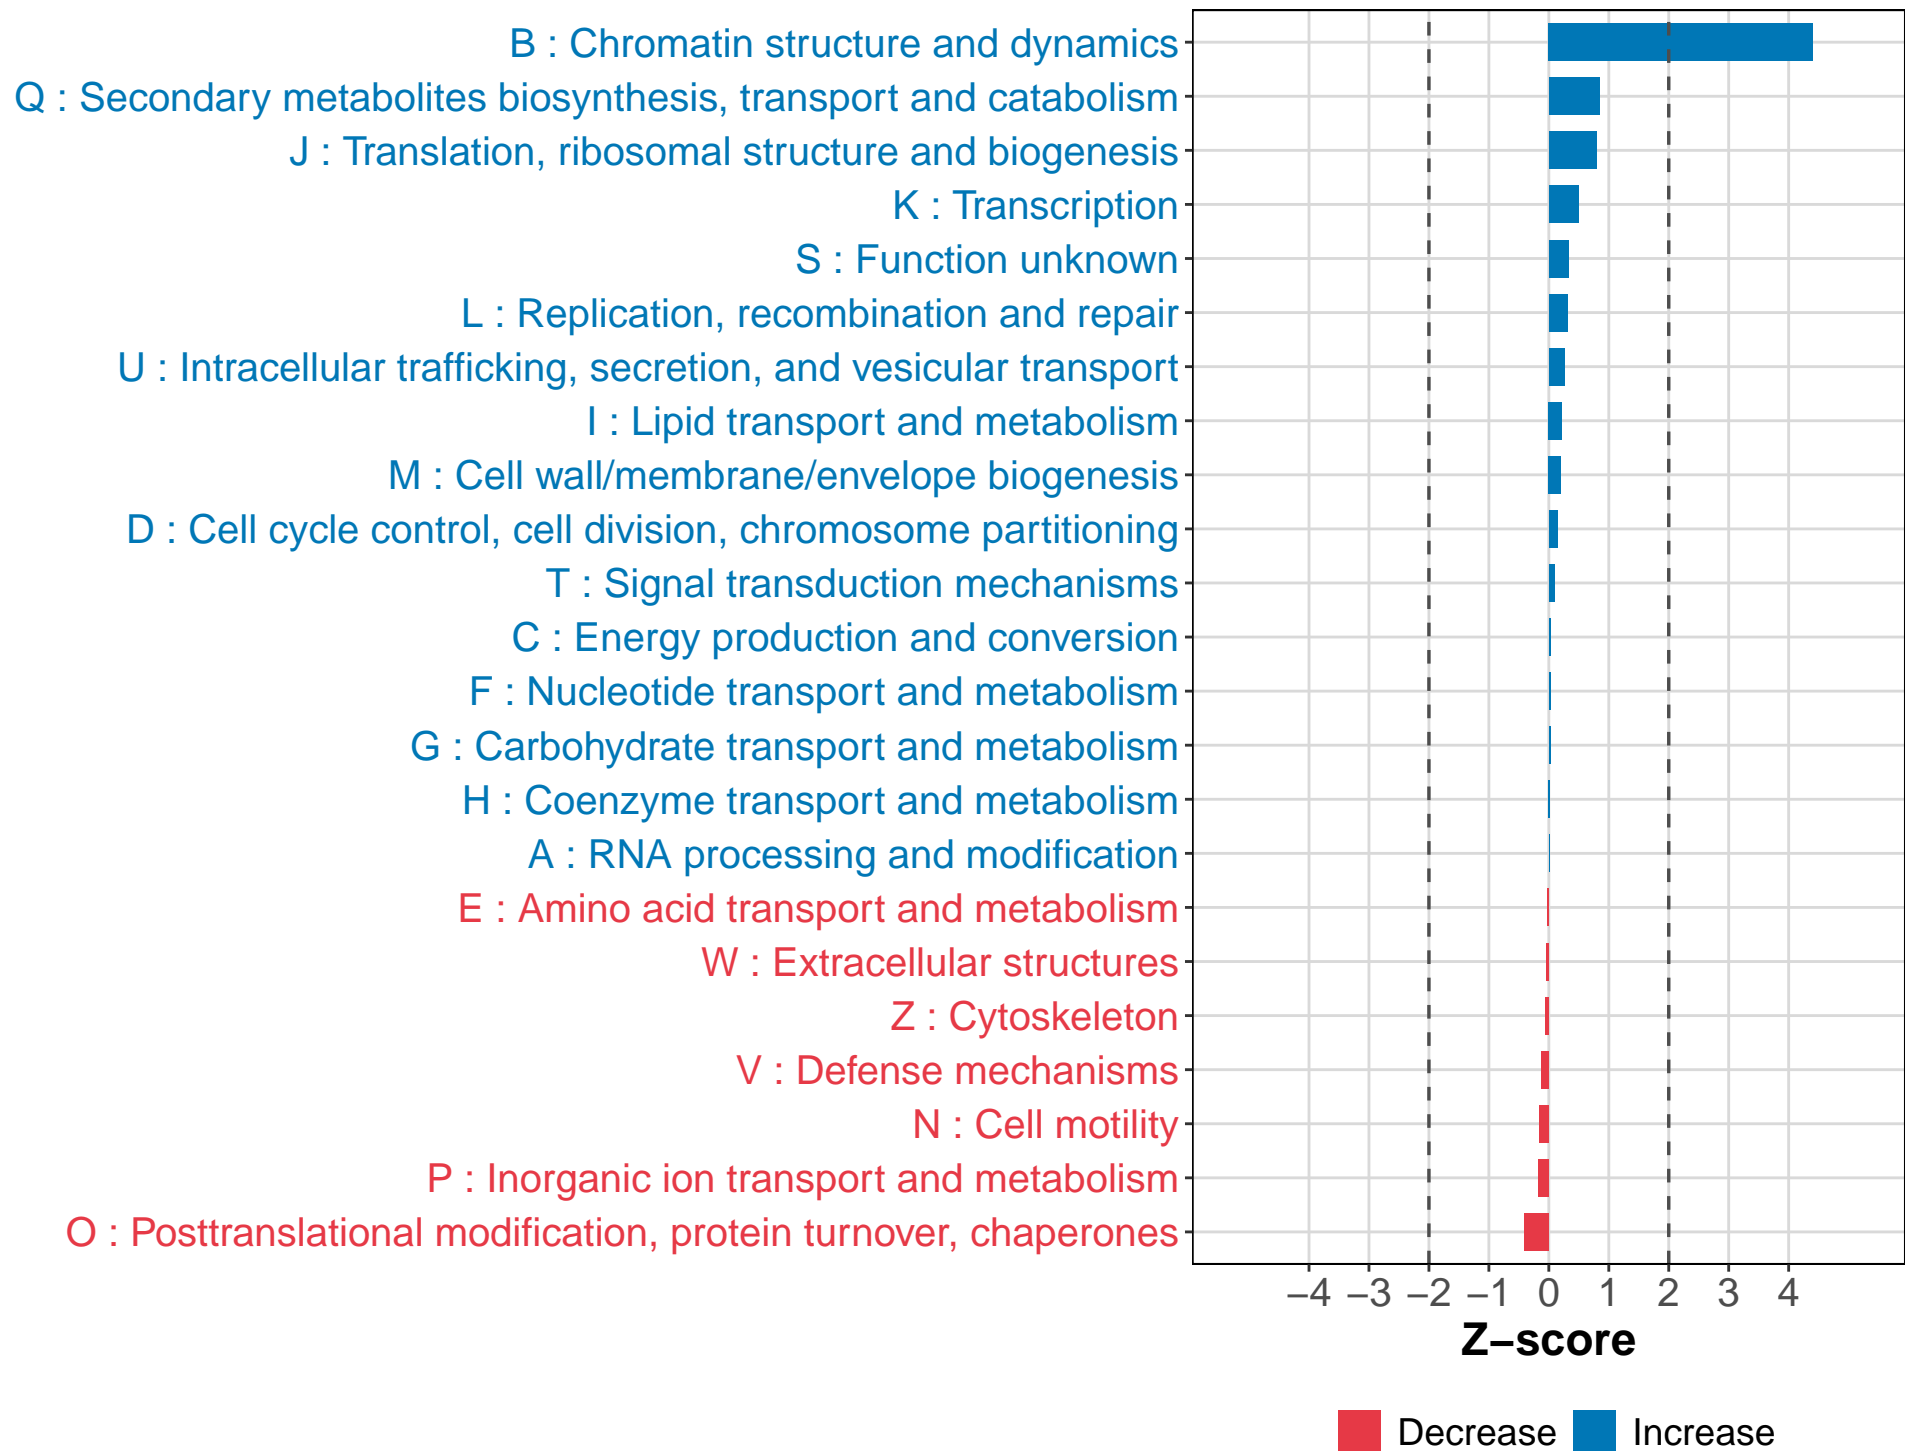 B : Chromatin structure and dynamics
Q : Secondary metabolites biosynthesis, transport and catabolism
J : Translation, ribosomal structure and biogenesis
K : Transcription
S : Function unknown
L : Replication, recombination and repair
U : Intracellular trafficking, secretion, and vesicular transport
I : Lipid transport and metabolism
M : Cell wall/membrane/envelope biogenesis
D : Cell cycle control, cell division, chromosome partitioning
T : Signal transduction mechanisms
C : Energy production and conversion
F : Nucleotide transport and metabolism
G : Carbohydrate transport and metabolism
H : Coenzyme transport and metabolism
A : RNA processing and modification
E : Amino acid transport and metabolism
W : Extracellular structures
Z : Cytoskeleton
V : Defense mechanisms
N : Cell motility
P : Inorganic ion transport and metabolism
O : Posttranslational modification, protein turnover, chaperones
−4 −3 −2 −1 0 1 2 3 4
Z−score
Decrease Increase